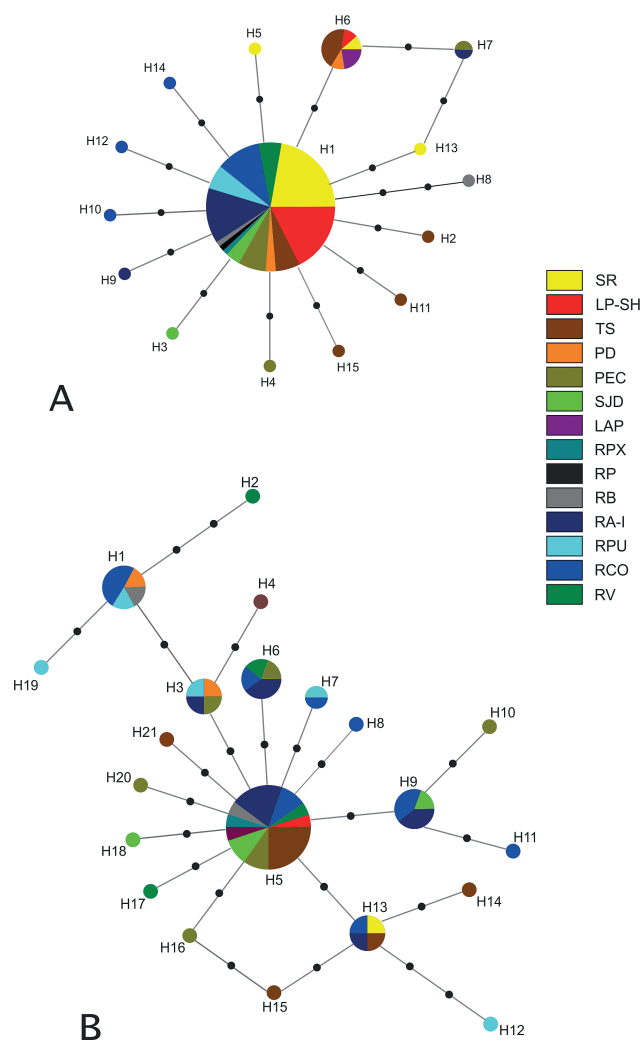 H5
H6
H7
H14
H12
H1
H13
H8
H10
H2
H9
H11
H3
H15
H4
A
SR
LP-SH
TS
PD
PEC
SJD
LAP
RPX
RP
RB
RA-I
RPU
RCO
RV
H2
H1
H4
H19
H3
H6
H7
H8
H10
H21
H20
H9
H18
H11
H5
H17
H13
H14
H16
H15
H12
B